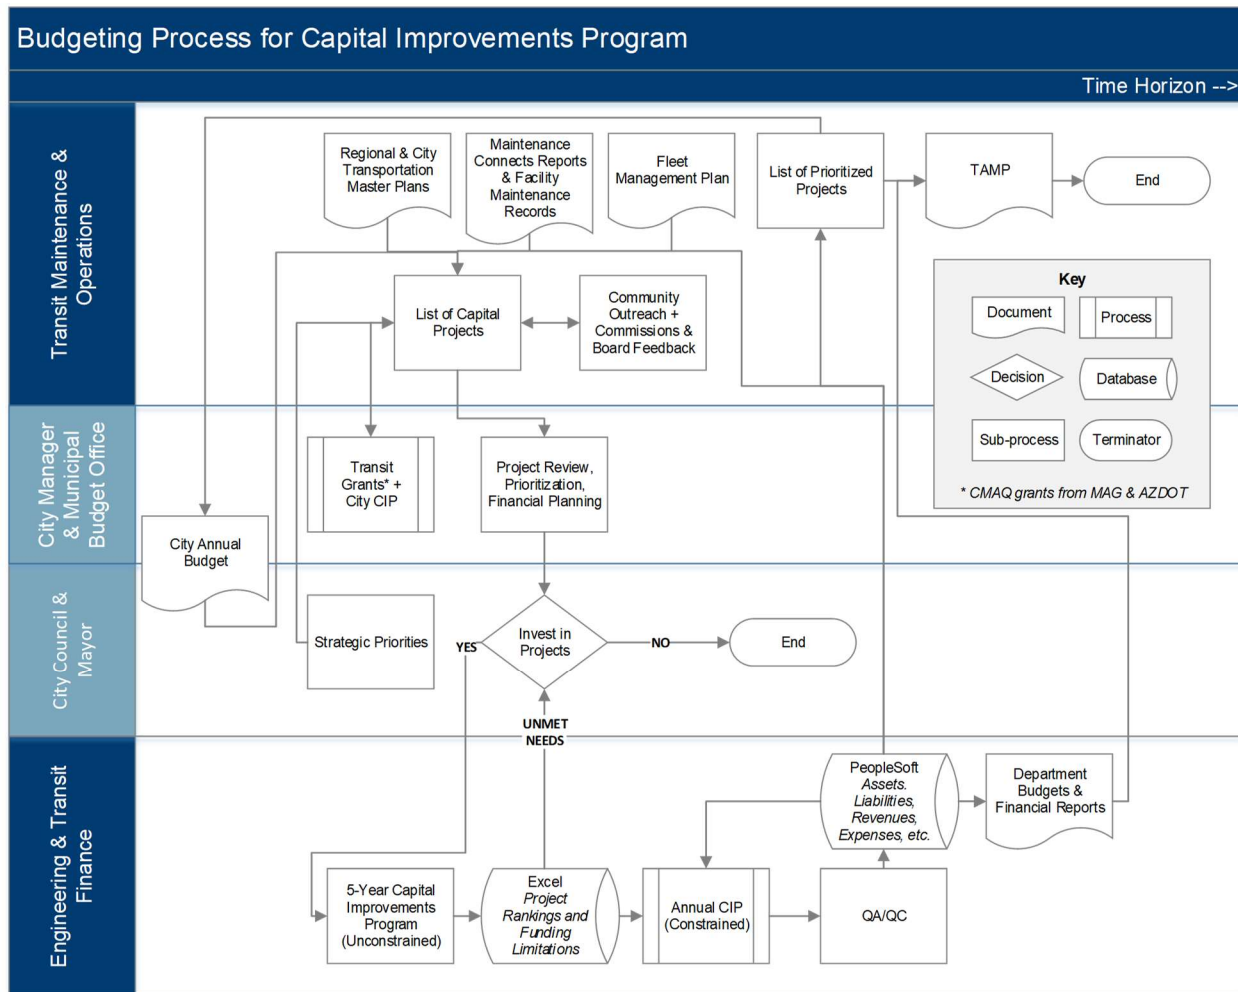 Budgeting Process for Capital Improvements Program
Time Horizon -->
Transit Maintenance &
Operations
Regional & City
Transportation
Master Plans
Maintenance
Connects Reports
& Facility
Maintenance
Records
Fleet
Management Plan
List of Prioritized
Projects
TAMP
End
List of Capital
Projects
Community
Outreach +
Commissions &
Board Feedback
Key
Document
Process
Decision
Database
Sub-process
Terminator
* CMAQ grants from MAG & AZDOT
City Manager
& Municipal
Budget Office
Transit
Grants* +
City CIP
Project Review,
Prioritization,
Financial Planning
City Annual
Budget
City Council &
Mayor
Strategic Priorities
YES
Invest in
Projects
NO
End
UNMET
NEEDS
Engineering & Transit
Finance
PeopleSoft
Assets.
Liabilities,
Revenues,
Expenses, etc.
Department
Budgets &
Financial Reports
5-Year Capital
Improvements
Program
(Unconstrained)
Excel
Project
Rankings and
Funding
Limitations
Annual CIP
(Constrained)
QA/QC